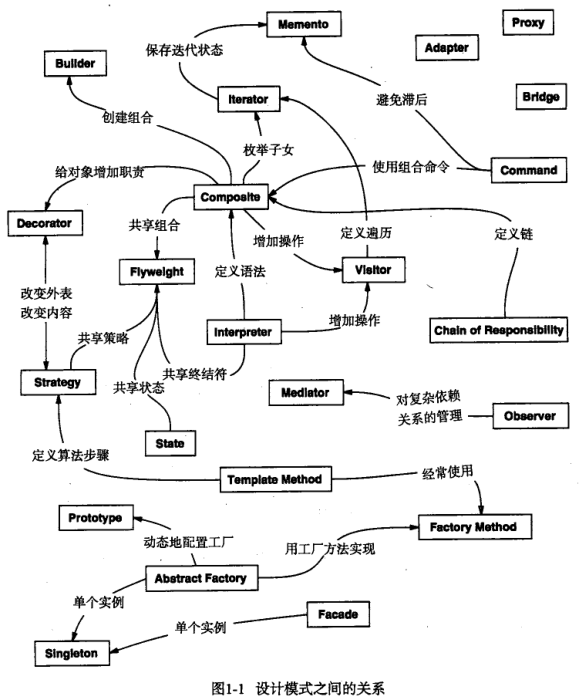 Memento
Proxy
Adapter
保存迭代状态
Builder
Iterator
避免滞后
Bridge
创建组合
枚举子女
使用组合命令
Command
给对象增加职责
Composite
Decorator
共享组合
增加操作
定义遍历
定义链
Flyweight
定义语法
Visitor
改变外表
改变内容
共享策略
Interpreter
增加操作
Chain of Responsibility
Strategy
共享状态
共享终结符
Mediator
对复杂依赖
关系的管理
Observer
State
定义算法步骤
Template Method
经常使用
Prototype
Factory Method
动态地配置工厂
用工厂方法实现
Abstract Factory
单个实例
Facade
单个实例
Singleton
图1-1 设计模式之间的关系